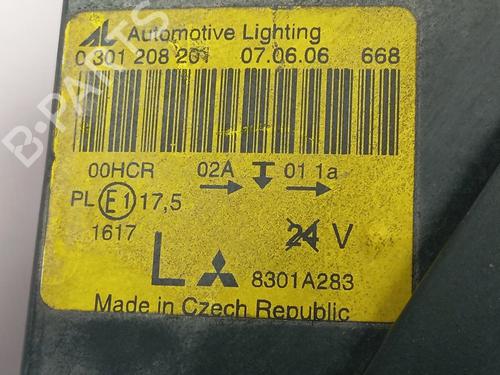 AL Automotive Lighting
0 301 208 201 07.06.06 668
00HCR 02A 01 1a
PL E1 17,5
1617 24 V
L 8301A283
Made in Czech Republic
B-PARTS